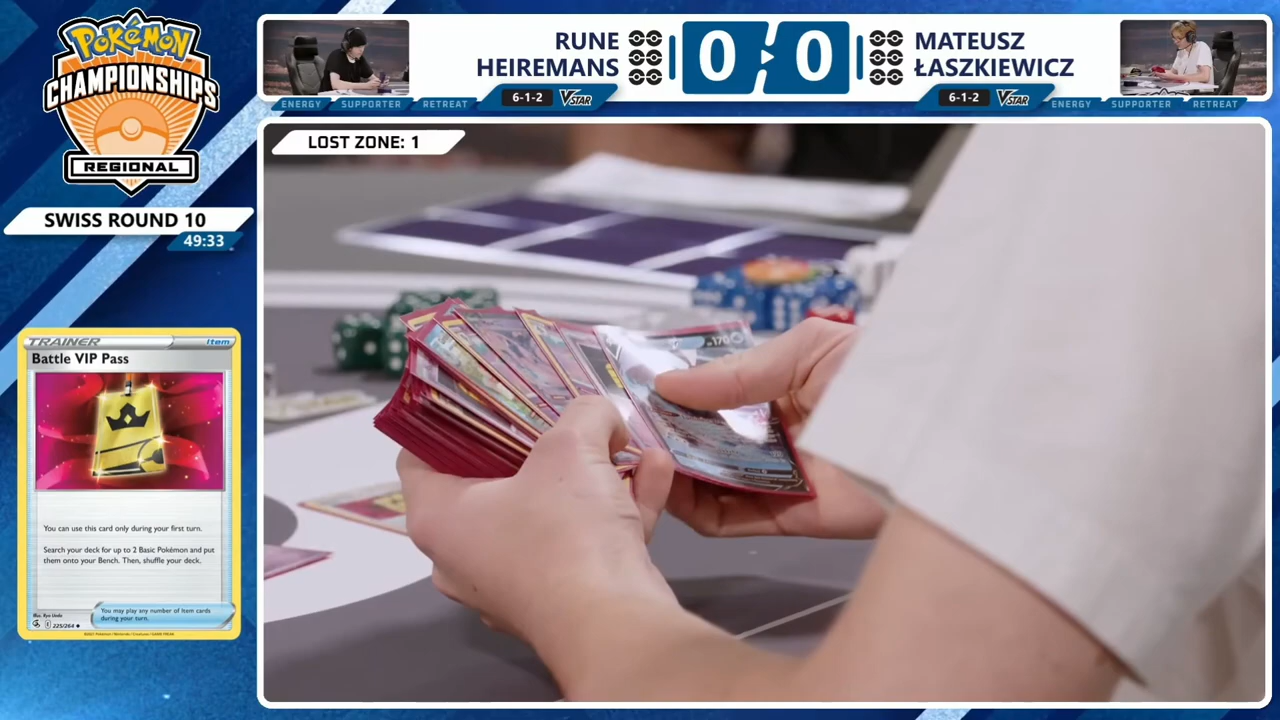 Pokémon
CHAMPIONSHIPS
REGIONAL
SWISS ROUND 10
49:33
RUNE
HEIREMANS
0 0
MATEUSZ
ŁASZKIEWICZ
ENERGY SUPPORTER RETREAT
6-1-2 VSTAR
6-1-2 VSTAR
ENERGY SUPPORTER RETREAT
LOST ZONE: 1
TRAINER Item
Battle VIP Pass
You can use this card only during your first turn.
Search your deck for up to 2 Basic Pokémon and put
them onto your Bench. Then, shuffle your deck.
You may play any number of Item cards
during your turn.
225/264
170